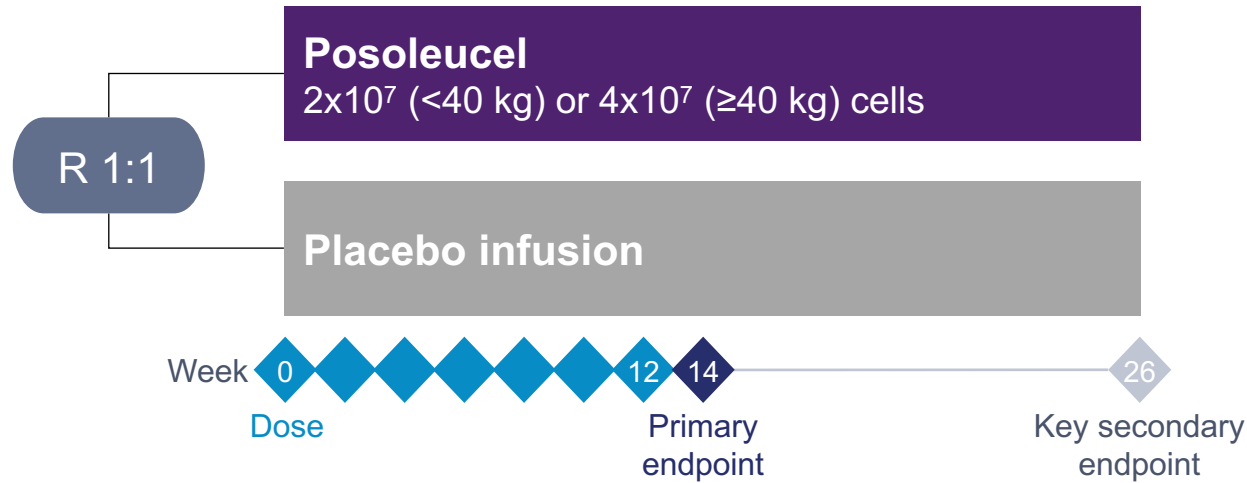 Posoleucel
2x10⁷ (<40 kg) or 4x10⁷ (≥40 kg) cells
R 1:1
Placebo infusion
Week 0 12 14 26
Dose
Primary
endpoint
Key secondary
endpoint